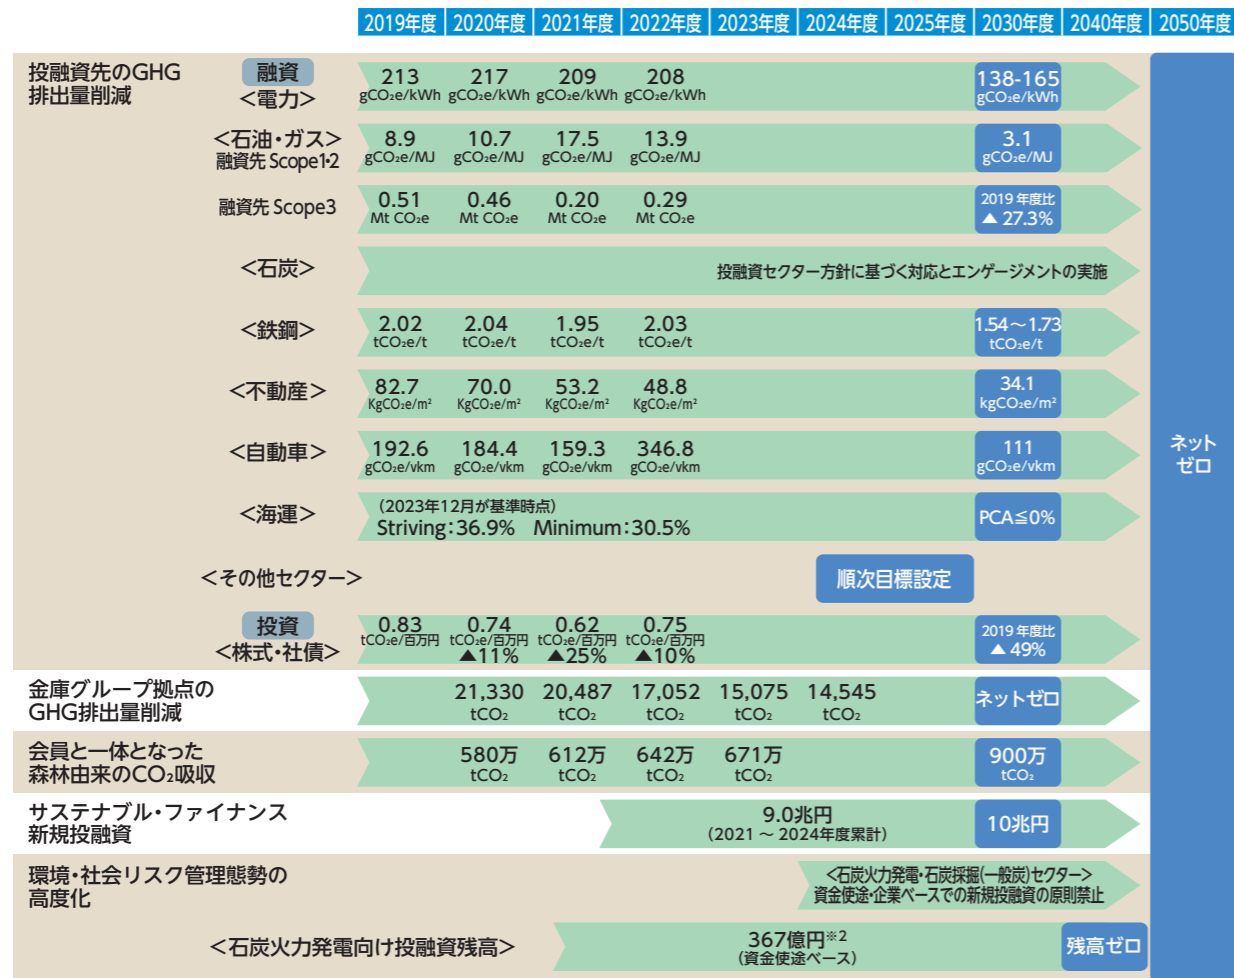 2019年度 2020年度 2021年度 2022年度 2023年度 2024年度 2025年度 2030年度 2040年度 2050年度
投融資先のGHG
排出量削減
融資
<電力>
213 217 209 208 138-165
gCO₂e/kWh gCO₂e/kWh gCO₂e/kWh gCO₂e/kWh gCO₂e/kWh
<石油・ガス>
融資先 Scope1・2
8.9 10.7 17.5 13.9 3.1
gCO₂e/MJ gCO₂e/MJ gCO₂e/MJ gCO₂e/MJ gCO₂e/MJ
融資先 Scope3
0.51 0.46 0.20 0.29 2019 年度比
Mt CO₂e Mt CO₂e Mt CO₂e Mt CO₂e ▲ 27.3%
<石炭>
投融資セクター方針に基づく対応とエンゲージメントの実施
<鉄鋼>
2.02 2.04 1.95 2.03 1.54～1.73
tCO₂e/t tCO₂e/t tCO₂e/t tCO₂e/t tCO₂e/t
<不動産>
82.7 70.0 53.2 48.8 34.1
KgCO₂e/m² KgCO₂e/m² KgCO₂e/m² KgCO₂e/m² kgCO₂e/m²
<自動車>
192.6 184.4 159.3 346.8 111
gCO₂e/vkm gCO₂e/vkm gCO₂e/vkm gCO₂e/vkm gCO₂e/vkm
ネット
ゼロ
<海運>
（2023年12月が基準時点）
Striving：36.9% Minimum：30.5%
PCA≦0%
<その他セクター>
順次目標設定
投資
<株式・社債>
0.83 0.74 0.62 0.75 2019 年度比
tCO₂e/百万円 tCO₂e/百万円 tCO₂e/百万円 tCO₂e/百万円 ▲ 49%
▲11% ▲25% ▲10%
金庫グループ拠点の
GHG排出量削減
21,330 20,487 17,052 15,075 14,545 ネットゼロ
tCO₂ tCO₂ tCO₂ tCO₂ tCO₂
会員と一体となった
森林由来のCO₂吸収
580万 612万 642万 671万 900万
tCO₂ tCO₂ tCO₂ tCO₂ tCO₂
サステナブル・ファイナンス
新規投融資
9.0兆円
（2021 ～ 2024年度累計）
10兆円
環境・社会リスク管理態勢の
高度化
<石炭火力発電・石炭採掘(一般炭)セクター>
資金使途・企業ベースでの新規投融資の原則禁止
<石炭火力発電向け投融資残高>
367億円※2
（資金使途ベース）
残高ゼロ